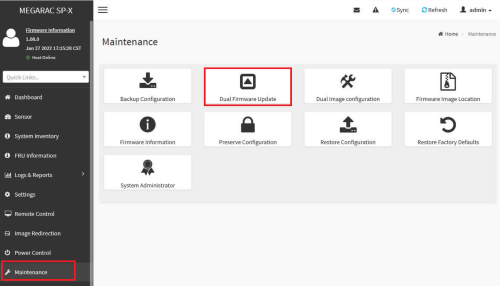 MEGARAC SP-X
Sync
Refresh
admin
Firmware Information
1.00.0
Jan 27 2022 17:15:28 CST
Host Online
Quick Links...
Dashboard
Sensor
System Inventory
FRU Information
Logs & Reports
Settings
Remote Control
Image Redirection
Power Control
Maintenance
Maintenance
Home - Maintenance
Backup Configuration
Dual Firmware Update
Dual Image configuration
Firmware Image Location
Firmware Information
Preserve Configuration
Restore Configuration
Restore Factory Defaults
System Administrator